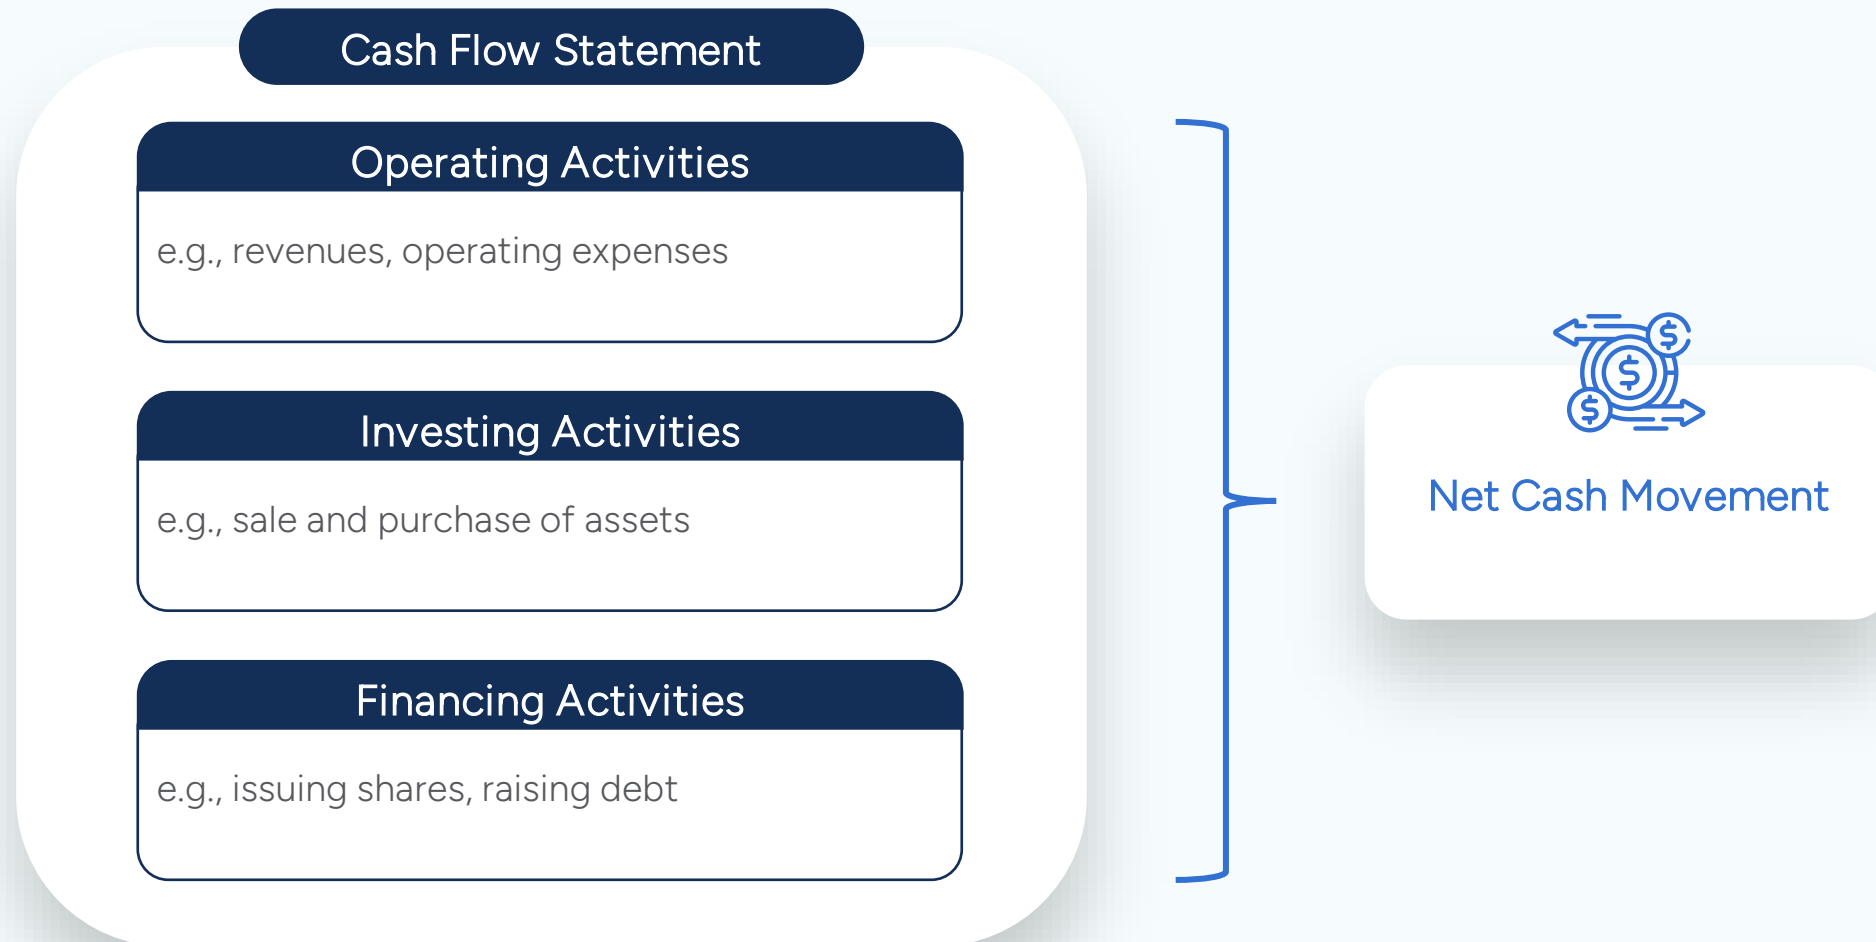 Cash Flow Statement
Operating Activities
e.g., revenues, operating expenses
Investing Activities
e.g., sale and purchase of assets
Financing Activities
e.g., issuing shares, raising debt
$
$
$
Net Cash Movement